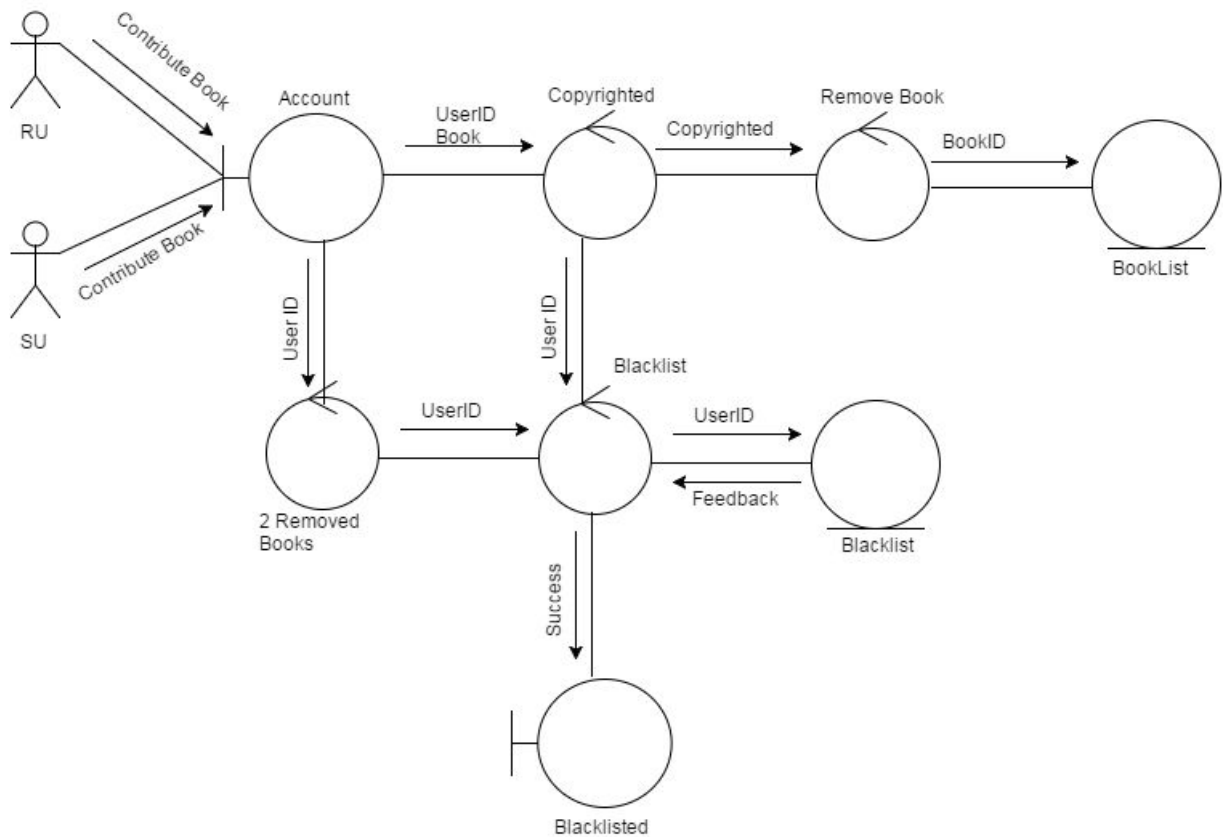 Contribute Book
RU
Account
UserID
Book
Copyrighted
Copyrighted
Remove Book
BookID
BookList
Contribute Book
SU
User ID
User ID
Blacklist
UserID
UserID
Feedback
2 Removed
Books
Blacklist
Success
Blacklisted